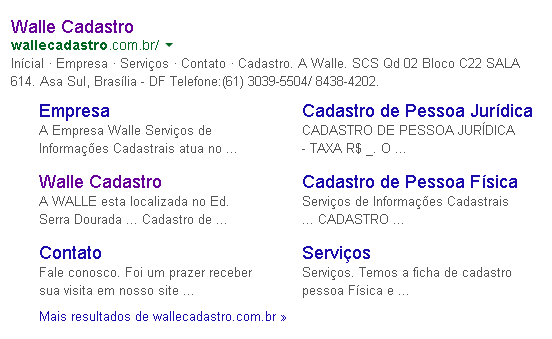 Walle Cadastro
wallecadastro.com.br/
Inícial · Empresa · Serviços · Contato · Cadastro. A Walle. SCS Qd 02 Bloco C22 SALA
614. Asa Sul, Brasília - DF Telefone:(61) 3039-5504/ 8438-4202.
Empresa
A Empresa Walle Serviços de
Informações Cadastrais atua no ...
Cadastro de Pessoa Jurídica
CADASTRO DE PESSOA JURÍDICA
- TAXA R$ _. O ...
Walle Cadastro
A WALLE esta localizada no Ed.
Serra Dourada ... Cadastro de ...
Cadastro de Pessoa Física
Serviços de Informações Cadastrais
... CADASTRO ...
Contato
Fale conosco. Foi um prazer receber
sua visita em nosso site ...
Serviços
Serviços. Temos a ficha de cadastro
pessoa Física e ...
Mais resultados de wallecadastro.com.br »